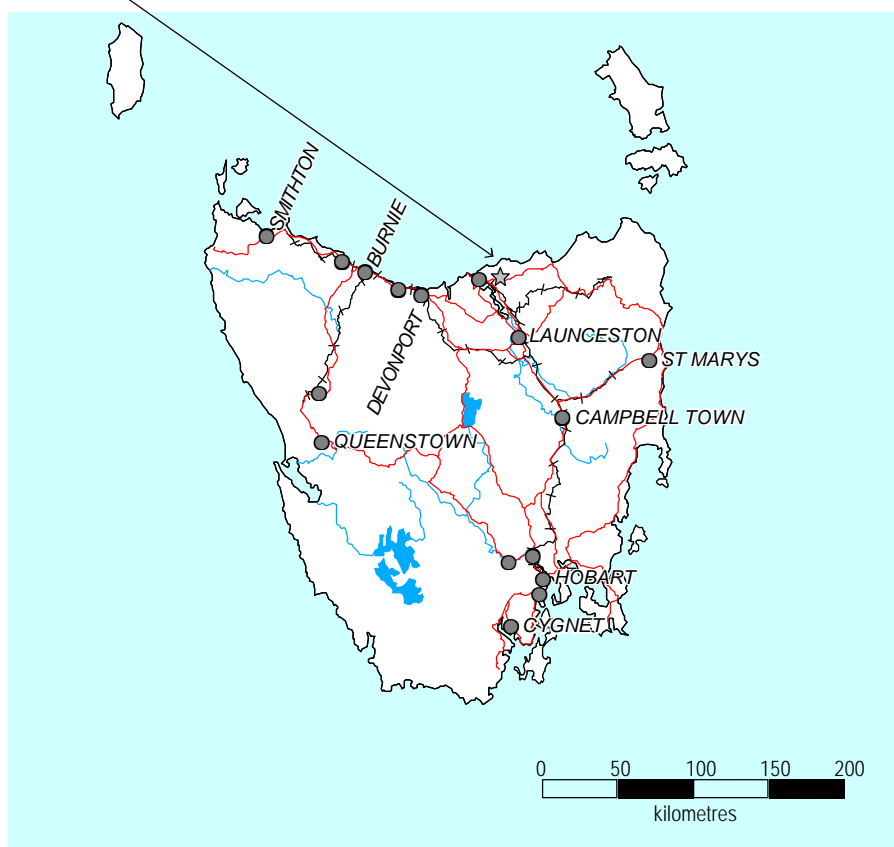 SMITHTON
BURNIE
DEVONPORT
LAUNCESTON
ST MARYS
CAMPBELL TOWN
QUEENSTOWN
HOBART
CYGNET
0 50 100 150 200
kilometres